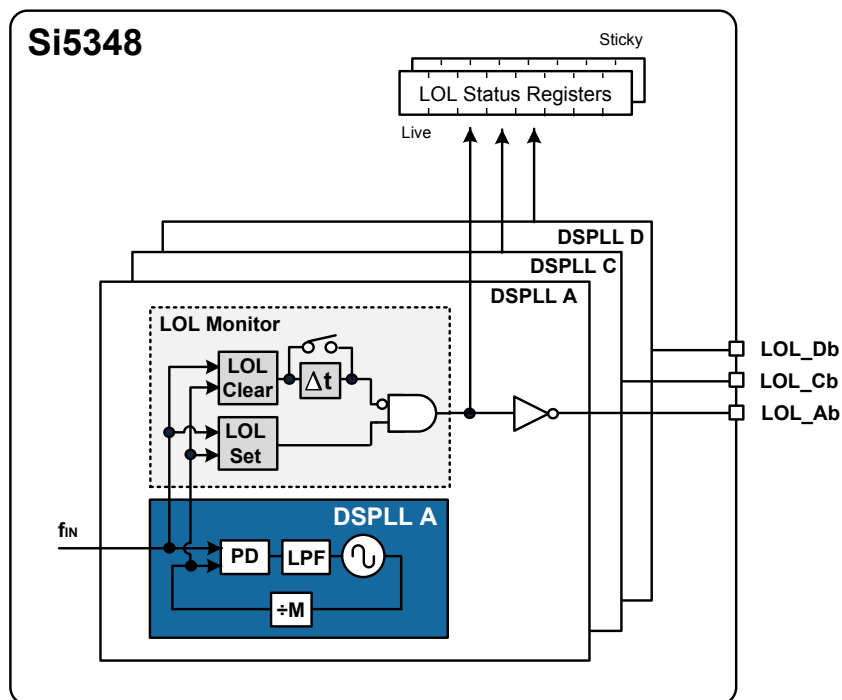 Si5348
Sticky
LOL Status Registers
Live
DSPLL D
DSPLL C
DSPLL A
LOL Monitor
LOL
Clear
Δt
LOL
Set
LOL_Db
LOL_Cb
LOL_Ab
DSPLL A
fIN
PD
LPF
÷M